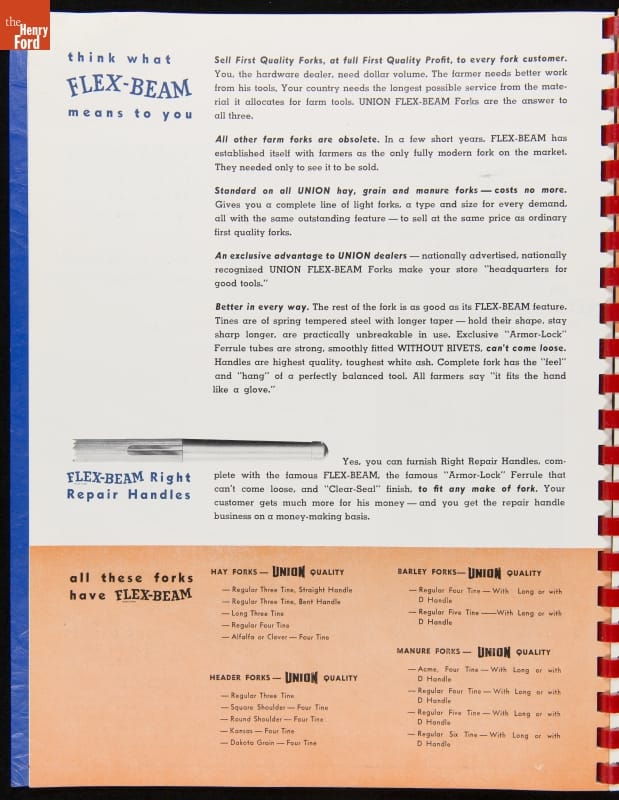 the
Henry
Ford
think what
FLEX-BEAM
means to you
Sell First Quality Forks, at full First Quality Profit, to every fork customer.
You, the hardware dealer, need dollar volume. The farmer needs better work
from his tools, Your country needs the longest possible service from the mate-
rial it allocates for farm tools. UNION FLEX-BEAM Forks are the answer to
all three.
All other farm forks are obsolete. In a few short years, FLEX-BEAM has
established itself with farmers as the only fully modern fork on the market.
They needed only to see it to be sold.
Standard on all UNION hay, grain and manure forks — costs no more.
Gives you a complete line of light forks, a type and size for every demand,
all with the same outstanding feature — to sell at the same price as ordinary
first quality forks.
An exclusive advantage to UNION dealers — nationally advertised, nationally
recognized UNION FLEX-BEAM Forks make your store "headquarters for
good tools."
Better in every way. The rest of the fork is as good as its FLEX-BEAM feature.
Tines are of spring tempered steel with longer taper — hold their shape, stay
sharp longer, are practically unbreakable in use. Exclusive "Armor-Lock"
Ferrule tubes are strong, smoothly fitted WITHOUT RIVETS, can't come loose.
Handles are highest quality, toughest white ash. Complete fork has the "feel"
and "hang" of a perfectly balanced tool. All farmers say "it fits the hand
like a glove."
FLEX-BEAM Right
Repair Handles
Yes, you can furnish Right Repair Handles, com-
plete with the famous FLEX-BEAM, the famous "Armor-Lock" Ferrule that
can't come loose, and "Clear-Seal" finish, to fit any make of fork. Your
customer gets much more for his money — and you get the repair handle
business on a money-making basis.
all these forks
have FLEX-BEAM
HAY FORKS — UNION QUALITY
— Regular Three Tine, Straight Handle
— Regular Three Tine, Bent Handle
— Long Three Tine
— Regular Four Tine
— Alfalfa or Clover — Four Tine
HEADER FORKS — UNION QUALITY
— Regular Three Tine
— Square Shoulder — Four Tine
— Round Shoulder — Four Tine
— Kansas — Four Tine
— Dakota Grain — Four Tine
BARLEY FORKS — UNION QUALITY
— Regular Four Tine — With Long or with
D Handle
— Regular Five Tine — With Long or with
D Handle
MANURE FORKS — UNION QUALITY
— Acme, Four Tine — With Long or with
D Handle
— Regular Four Tine — With Long or with
D Handle
— Regular Five Tine — With Long or with
D Handle
— Regular Six Tine — With Long or with
D Handle